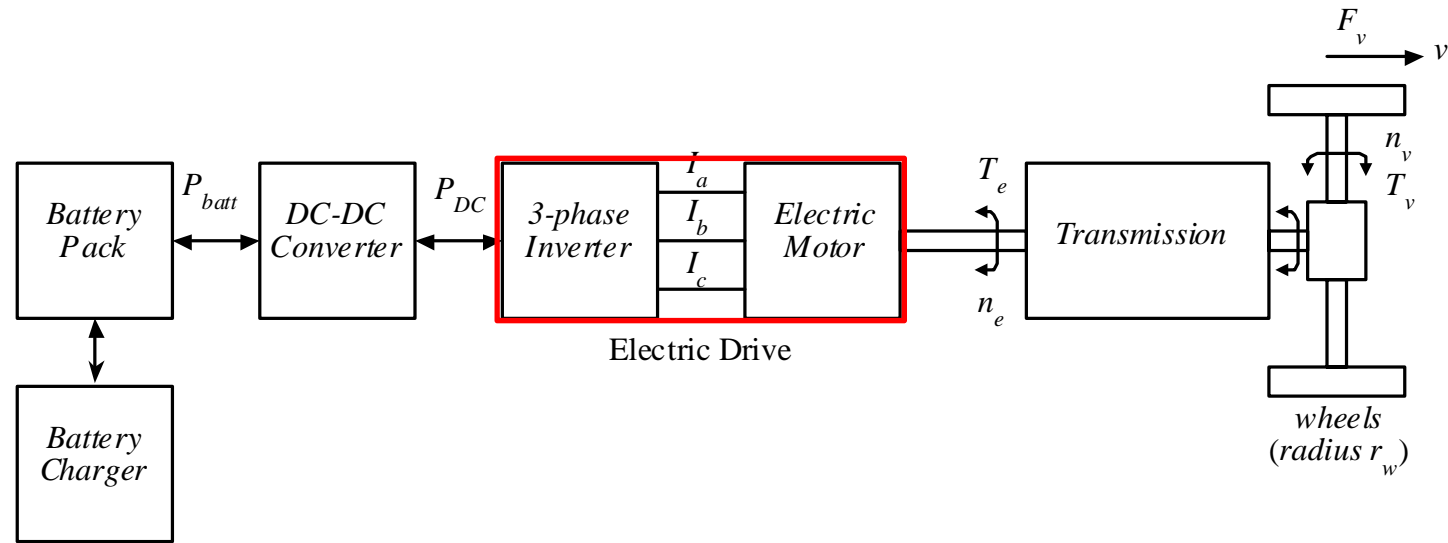 F_v
v
I_a
n_v
P_batt
P_DC
T_e
T_v
Battery
Pack
DC-DC
Converter
3-phase
Inverter
I_b
Electric
Motor
Transmission
I_c
n_e
Electric Drive
Battery
Charger
wheels
(radius r_w)